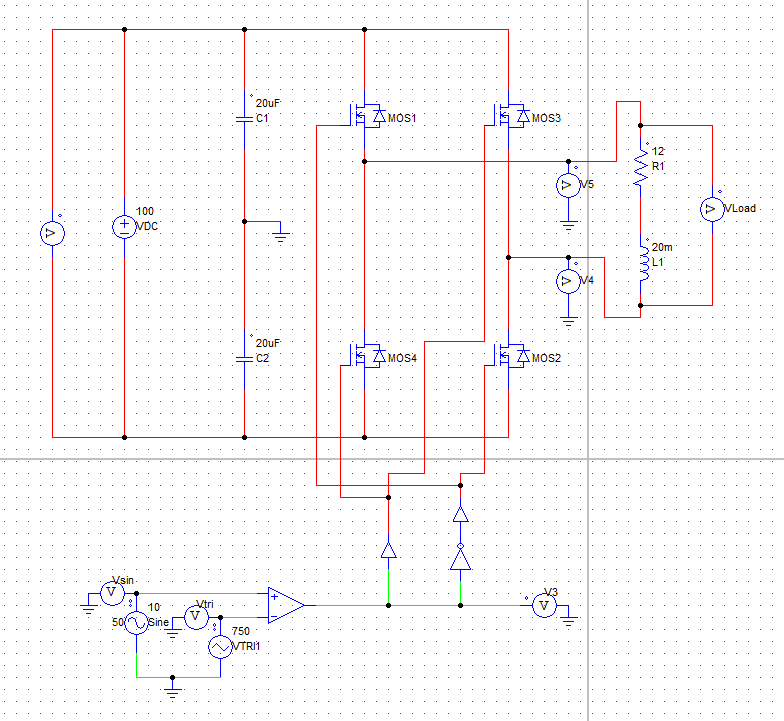 20uF
C1
MOS1
MOS3
12
R1
V
100
VDC
V
V5
V
VLoad
20m
L1
V
V4
20uF
C2
MOS4
MOS2
Vsin
V
10
50
Sine
Vtri
V
750
VTRI1
V3
V